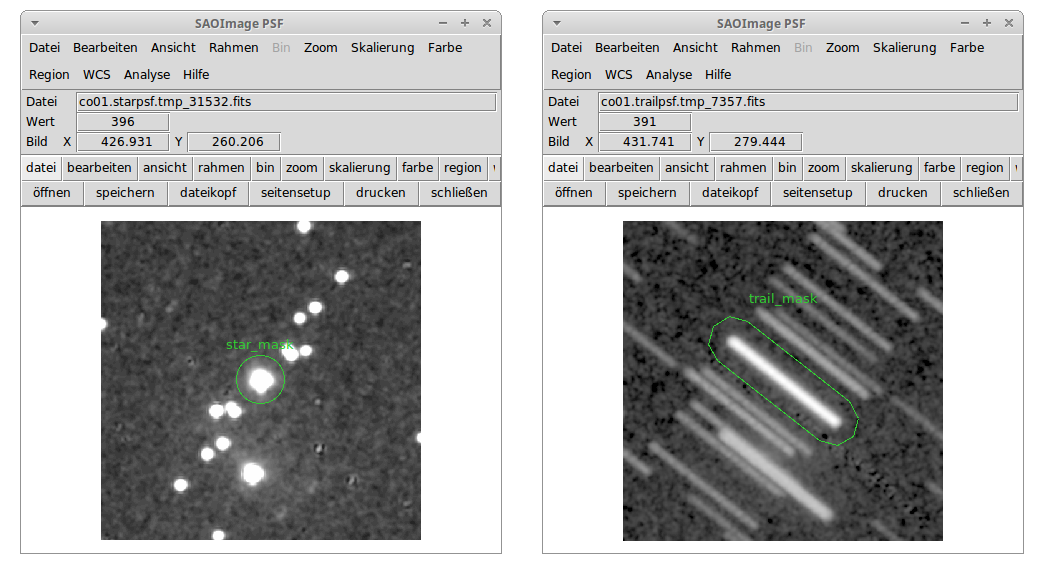 SAOImage PSF
Datei Bearbeiten Ansicht Rahmen Bin Zoom Skalierung Farbe
Region WCS Analyse Hilfe
Datei co01.starpsf.tmp_31532.fits
Wert 396
Bild X 426.931 Y 260.206
datei bearbeiten ansicht rahmen bin zoom skalierung farbe region
öffnen speichern dateikopf seitensetup drucken schließen
star_mask
SAOImage PSF
Datei Bearbeiten Ansicht Rahmen Bin Zoom Skalierung Farbe
Region WCS Analyse Hilfe
Datei co01.trailpsf.tmp_7357.fits
Wert 391
Bild X 431.741 Y 279.444
datei bearbeiten ansicht rahmen bin zoom skalierung farbe region
öffnen speichern dateikopf seitensetup drucken schließen
trail_mask